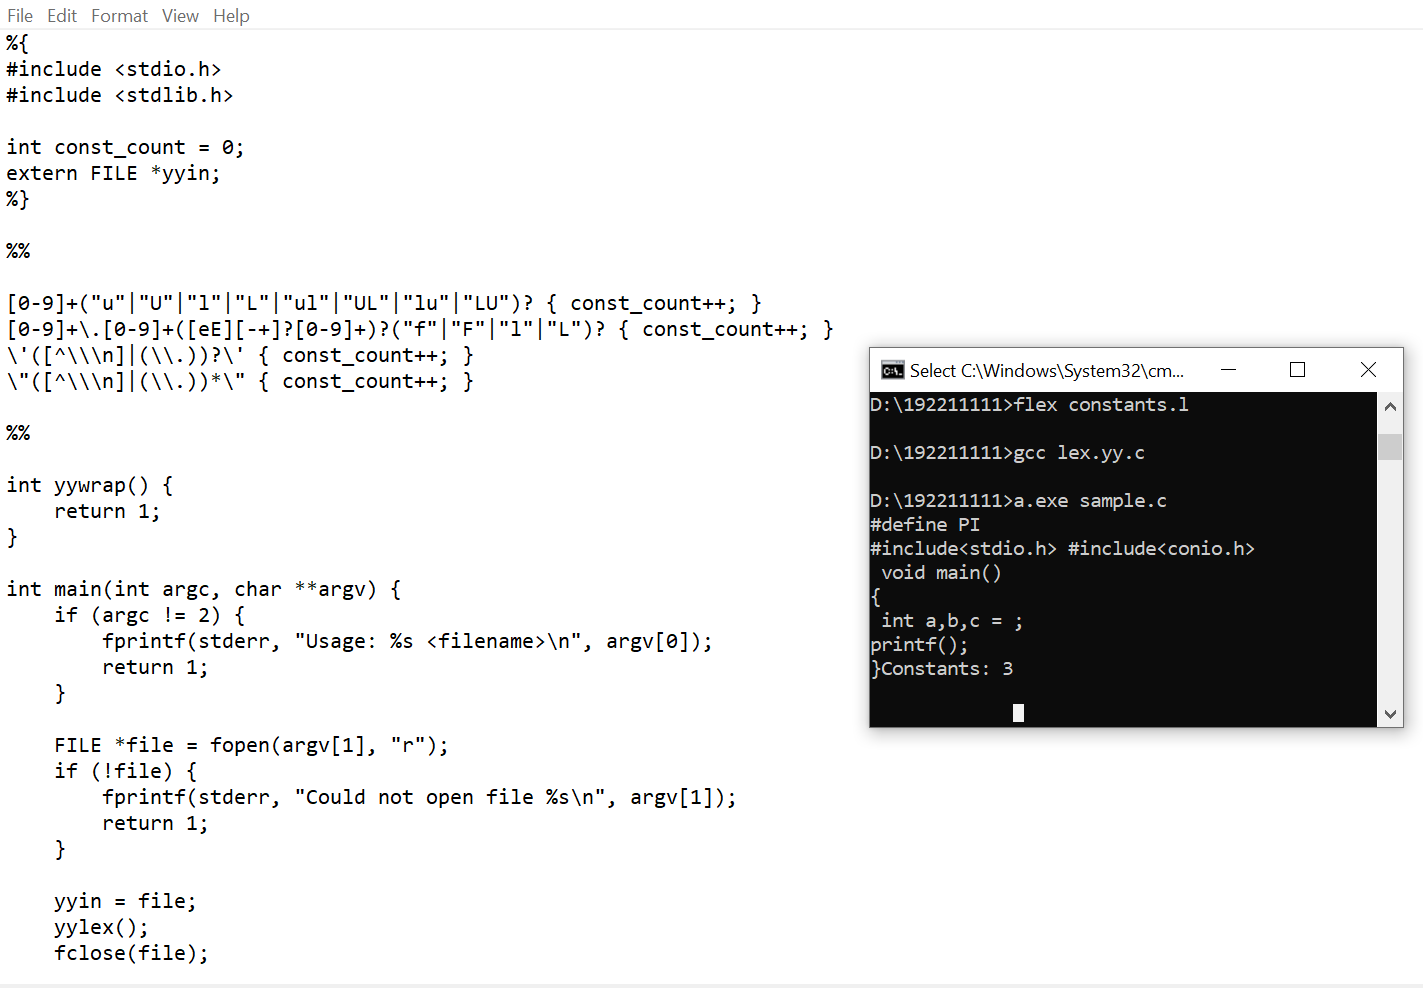 File Edit Format View Help
%{
#include <stdio.h>
#include <stdlib.h>
int const_count = 0;
extern FILE *yyin;
%}
%%
[0-9]+("u"|"U"|"l"|"L"|"ul"|"UL"|"lu"|"LU")? { const_count++; }
[0-9]+\.[0-9]+([eE][-+]?[0-9]+)?("f"|"F"|"l"|"L")? { const_count++; }
\'([^\\\n]|(\\.))?\' { const_count++; }
\"([^\\\n]|(\\.))*\" { const_count++; }
%%
int yywrap() {
    return 1;
}
int main(int argc, char **argv) {
    if (argc != 2) {
        fprintf(stderr, "Usage: %s <filename>\n", argv[0]);
        return 1;
    }
    FILE *file = fopen(argv[1], "r");
    if (!file) {
        fprintf(stderr, "Could not open file %s\n", argv[1]);
        return 1;
    }
    yyin = file;
    yylex();
    fclose(file);
Select C:\Windows\System32\cm...
D:\192211111>flex constants.l
D:\192211111>gcc lex.yy.c
D:\192211111>a.exe sample.c
#define PI
#include<stdio.h> #include<conio.h>
 void main()
{
 int a,b,c = ;
printf();
}Constants: 3